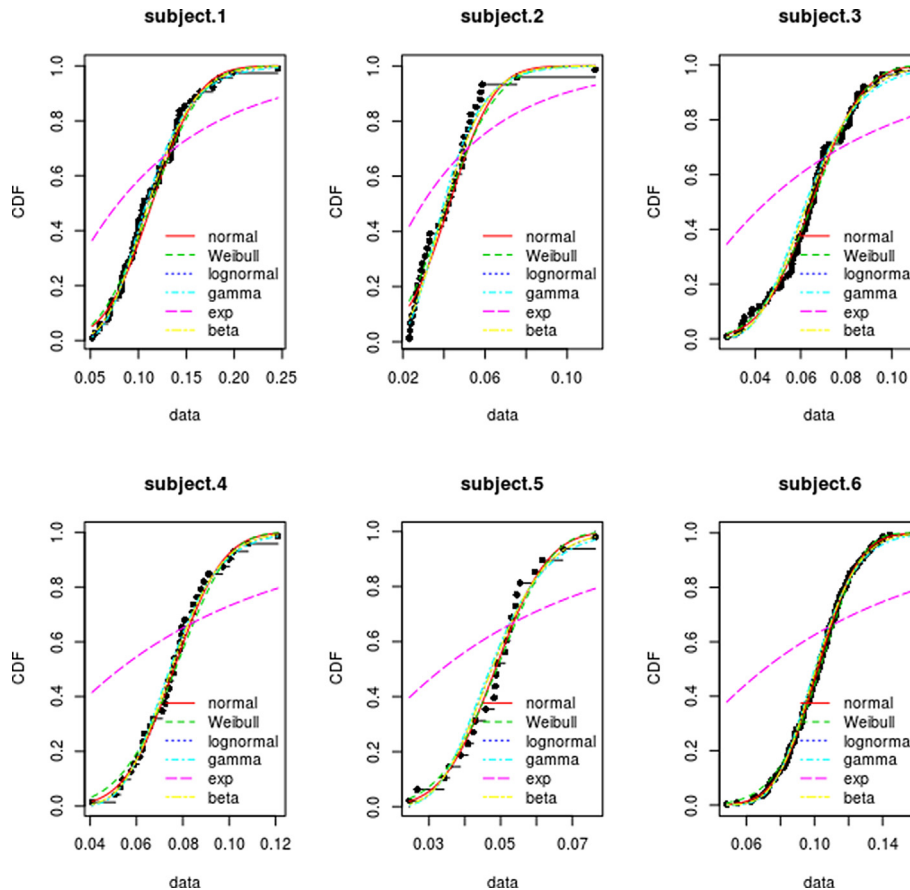 subject.1
CDF
0.0 0.2 0.4 0.6 0.8 1.0
normal
Weibull
lognormal
gamma
exp
beta
0.05 0.10 0.15 0.20 0.25
data
subject.2
CDF
0.0 0.2 0.4 0.6 0.8 1.0
normal
Weibull
lognormal
gamma
exp
beta
0.02 0.06 0.10
data
subject.3
CDF
0.0 0.2 0.4 0.6 0.8 1.0
normal
Weibull
lognormal
gamma
exp
beta
0.04 0.06 0.08 0.10
data
subject.4
CDF
0.0 0.2 0.4 0.6 0.8 1.0
normal
Weibull
lognormal
gamma
exp
beta
0.04 0.06 0.08 0.10 0.12
data
subject.5
CDF
0.0 0.2 0.4 0.6 0.8 1.0
normal
Weibull
lognormal
gamma
exp
beta
0.03 0.05 0.07
data
subject.6
CDF
0.0 0.2 0.4 0.6 0.8 1.0
normal
Weibull
lognormal
gamma
exp
beta
0.06 0.10 0.14
data